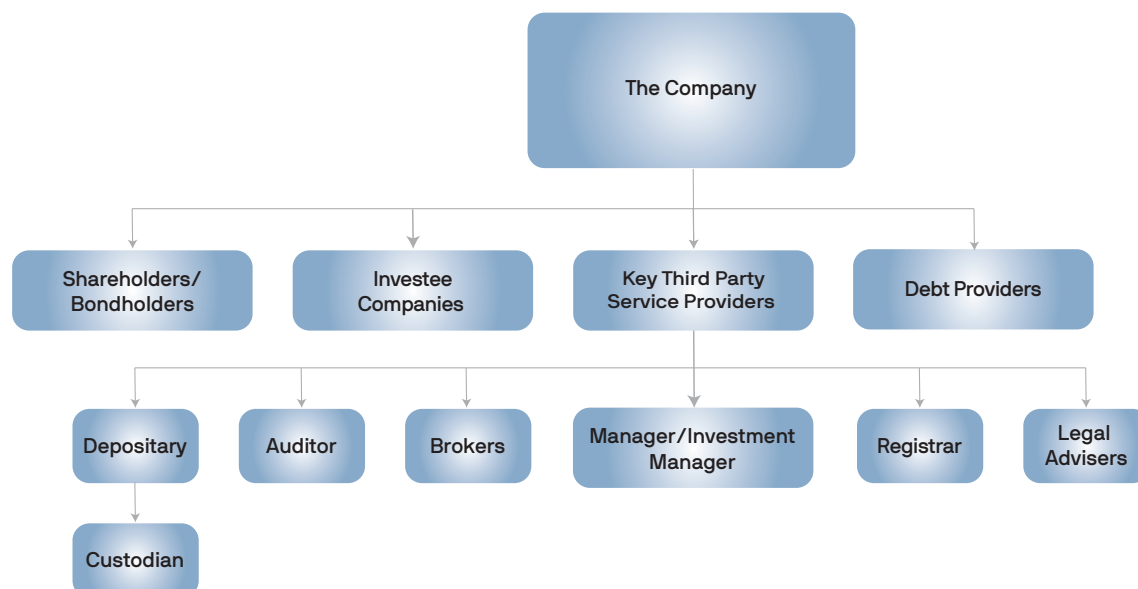 The Company
Shareholders/
Bondholders
Investee
Companies
Key Third Party
Service Providers
Debt Providers
Depositary
Auditor
Brokers
Manager/Investment
Manager
Registrar
Legal
Advisers
Custodian